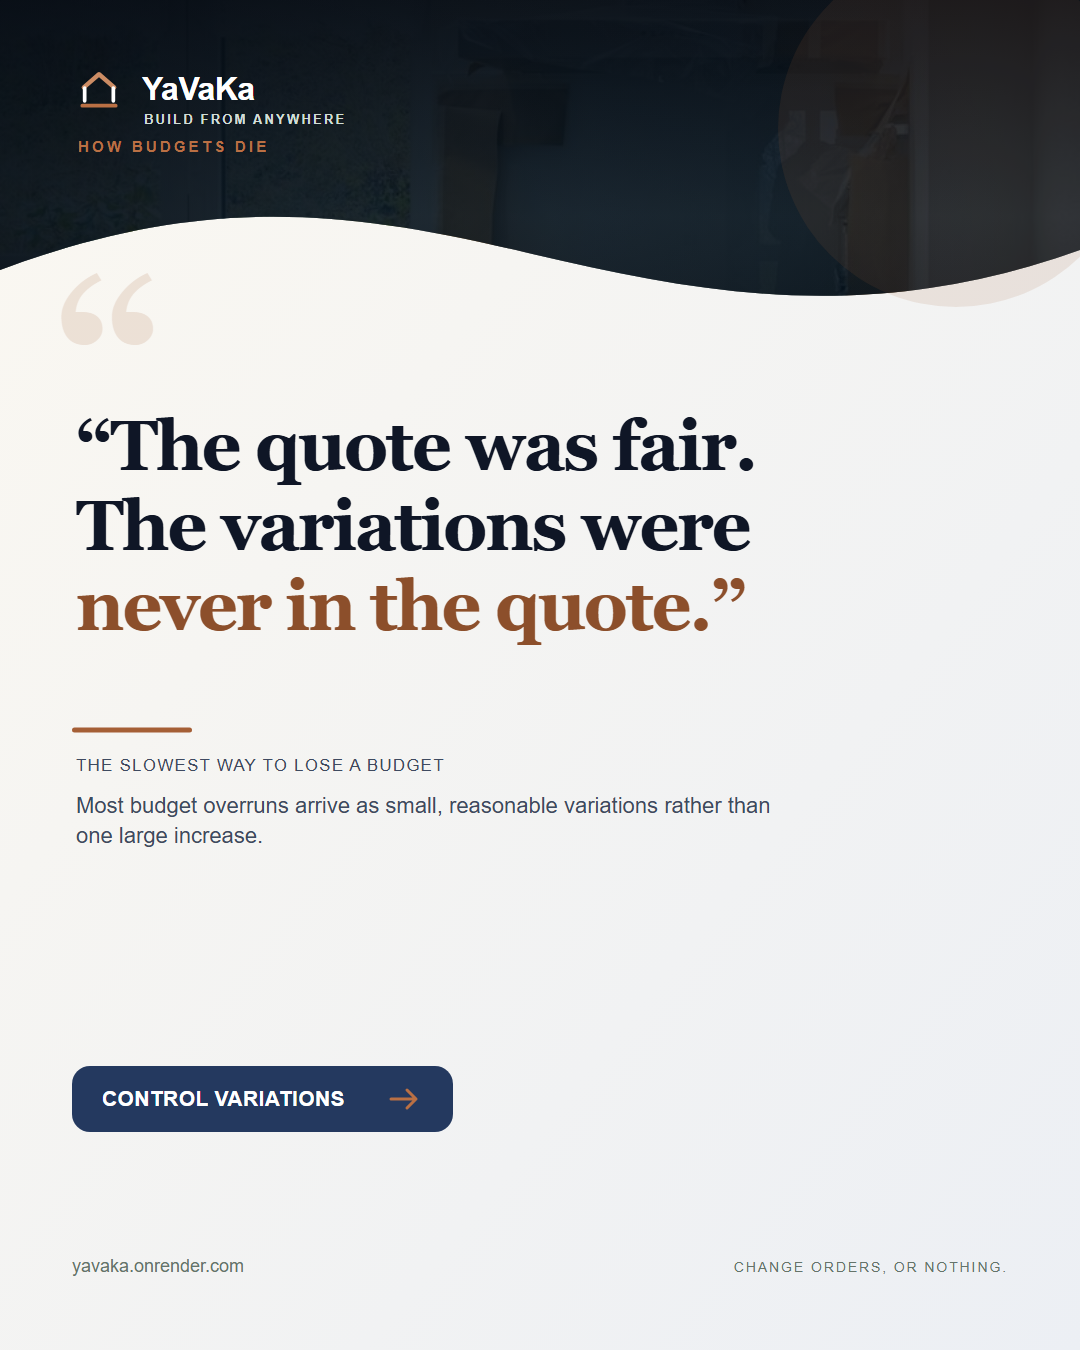 YaVaKa
BUILD FROM ANYWHERE
HOW BUDGETS DIE
“
“The quote was fair.
The variations were
never in the quote.”
THE SLOWEST WAY TO LOSE A BUDGET
Most budget overruns arrive as small, reasonable variations rather than
one large increase.
CONTROL VARIATIONS →
yavaka.onrender.com
CHANGE ORDERS, OR NOTHING.